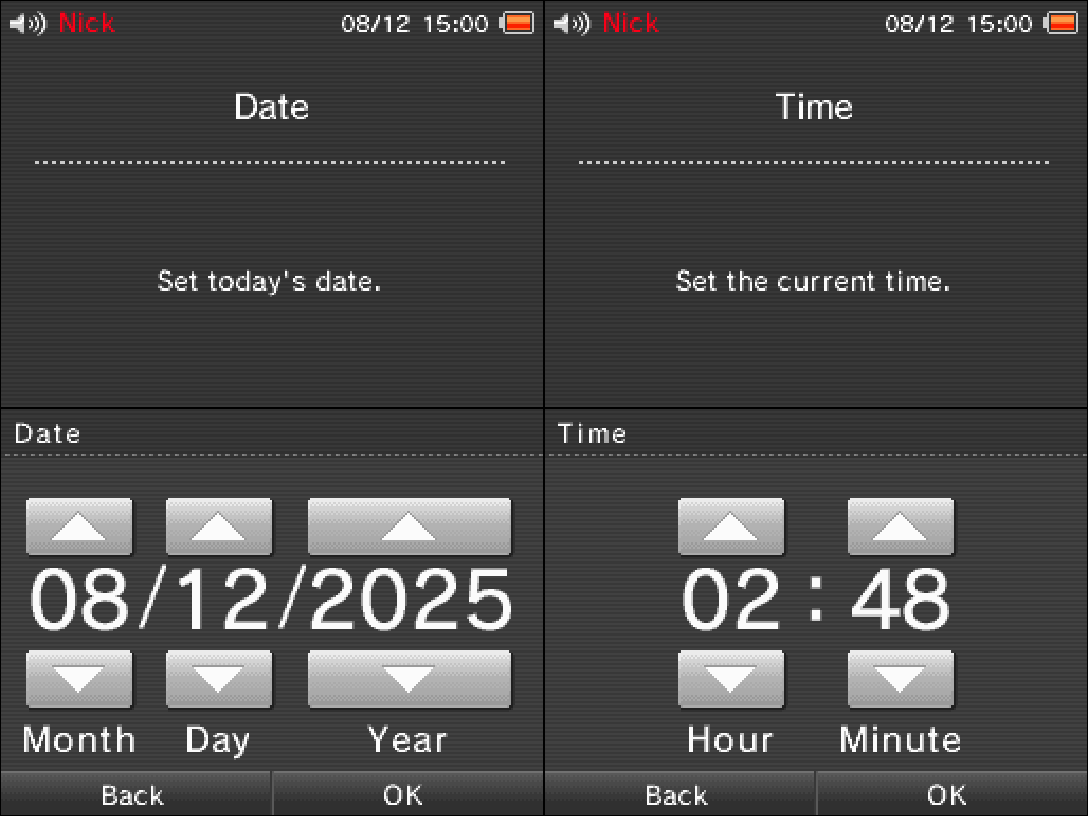 Nick 08/12 15:00
Date
Set today's date.
Date
08/12/2025
Month Day Year
Back OK
Nick 08/12 15:00
Time
Set the current time.
Time
02:48
Hour Minute
Back OK